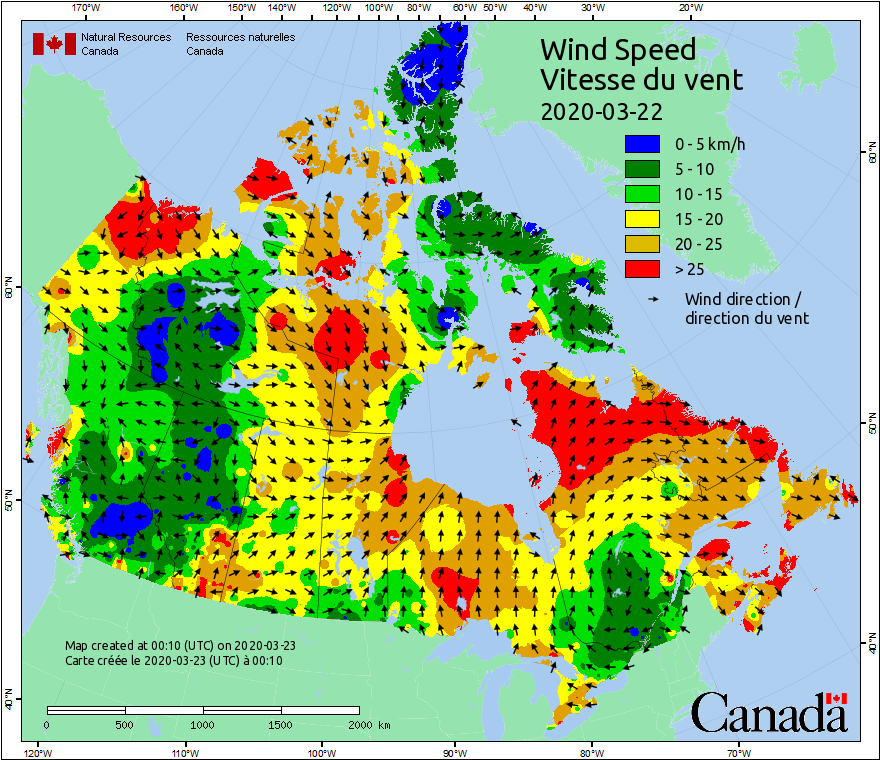 170°W 160°W 150°W 140°W 130°W 120°W 110°W 100°W 90°W 80°W 70°W 60°W 50°W 40°W 30°W 20°W
Natural Resources Canada
Ressources naturelles Canada
Wind Speed
Vitesse du vent
2020-03-22
0 - 5 km/h
5 - 10
10 - 15
15 - 20
20 - 25
> 25
Wind direction /
direction du vent
60°N
50°N
40°N
60°N
50°N
40°N
Map created at 00:10 (UTC) on 2020-03-23
Carte créée le 2020-03-23 (UTC) à 00:10
0 500 1000 1500 2000 km
Canada
120°W 110°W 100°W 90°W 80°W 70°W